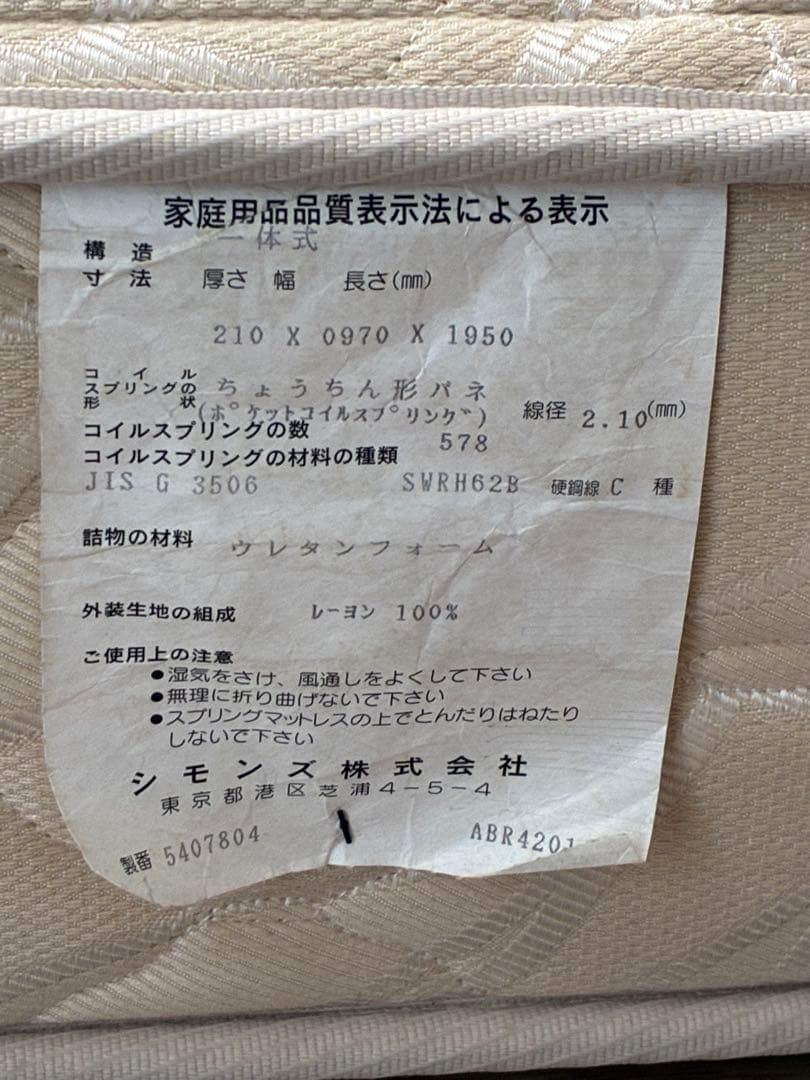 家庭用品品質表示法による表示
構造 一体式
寸法 厚さ 幅 長さ(mm)
210 X 0970 X 1950
コイルスプリングの形状 ちょうちん形バネ
(ポケットコイルスプリング) 線径 2.10(mm)
コイルスプリングの数 578
コイルスプリングの材料の種類
JIS G 3506 SWRH62B 硬鋼線 C 種
詰物の材料 ウレタンフォーム
外装生地の組成 レーヨン 100%
ご使用上の注意
●湿気をさけ、風通しをよくして下さい
●無理に折り曲げないで下さい
●スプリングマットレスの上でとんだりはねたり
しないで下さい
シモンズ株式会社
東京都港区芝浦4-5-4
製番 5407804 ABR4201